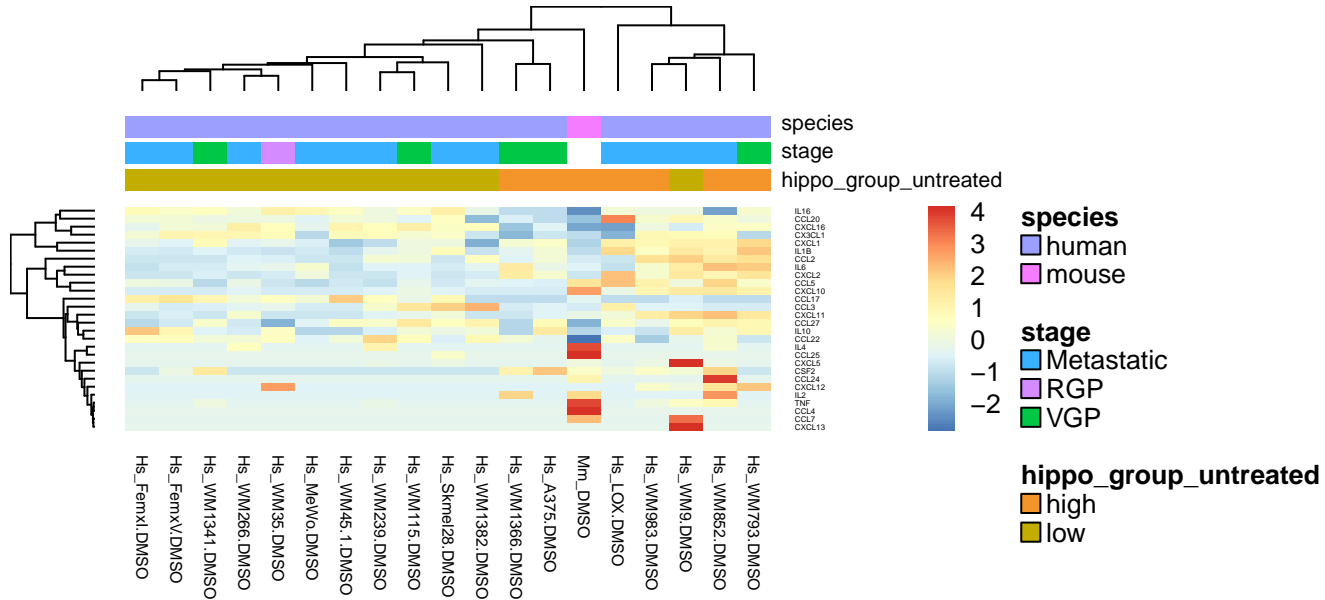 species
stage
hippo_group_untreated
IL16
CCL20
CXCL16
CX3CL1
CXCL1
IL1B
CCL2
IL6
CXCL2
CCL5
CXCL10
CCL17
CCL3
CXCL11
CCL27
IL10
CCL22
IL4
CCL25
CXCL5
CSF2
CCL24
CXCL12
IL2
TNF
CCL4
CCL7
CXCL13
4
3
2
1
0
−1
−2
species
human
mouse
stage
Metastatic
RGP
VGP
hippo_group_untreated
high
low
Hs_FemxI.DMSO
Hs_FemxV.DMSO
Hs_WM1341.DMSO
Hs_WM266.DMSO
Hs_WM35.DMSO
Hs_MeWo.DMSO
Hs_WM45.1.DMSO
Hs_WM239.DMSO
Hs_WM115.DMSO
Hs_Skmel28.DMSO
Hs_WM1382.DMSO
Hs_WM1366.DMSO
Hs_A375.DMSO
Mm_DMSO
Hs_LOX.DMSO
Hs_WM983.DMSO
Hs_WM9.DMSO
Hs_WM852.DMSO
Hs_WM793.DMSO